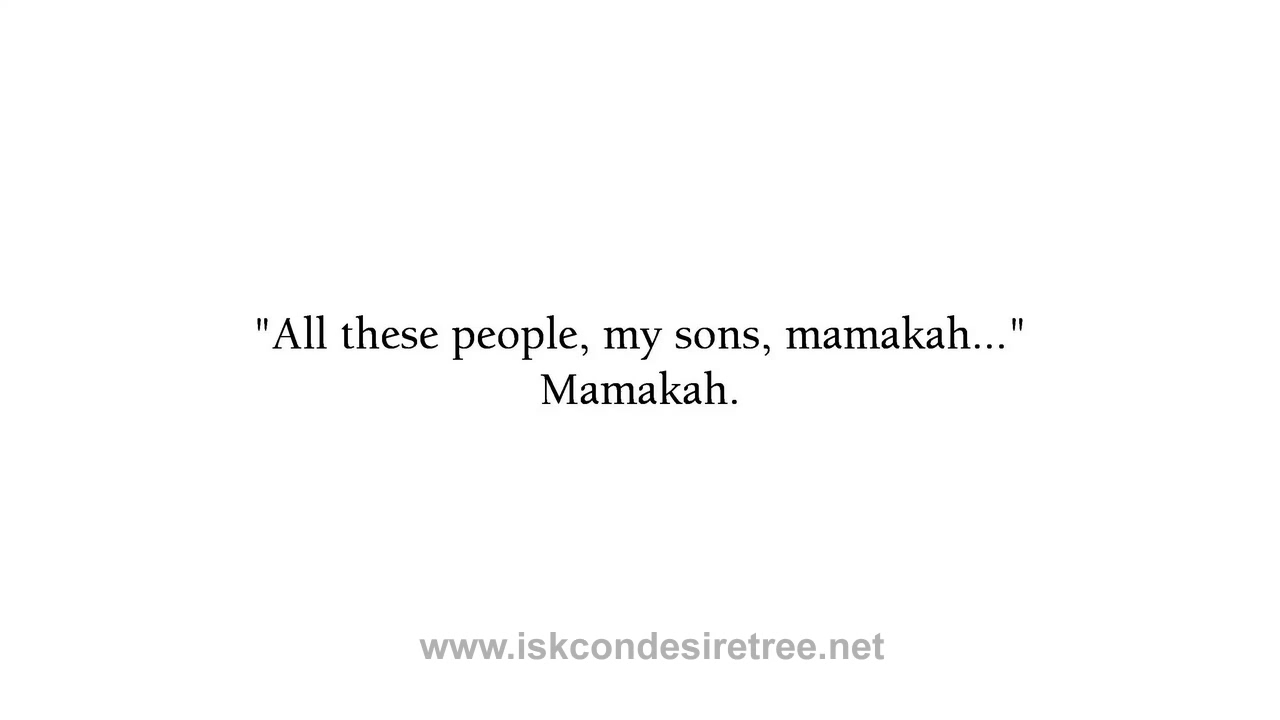 "All these people, my sons, mamakah..."
Mamakah.
www.iskcondesiretree.net